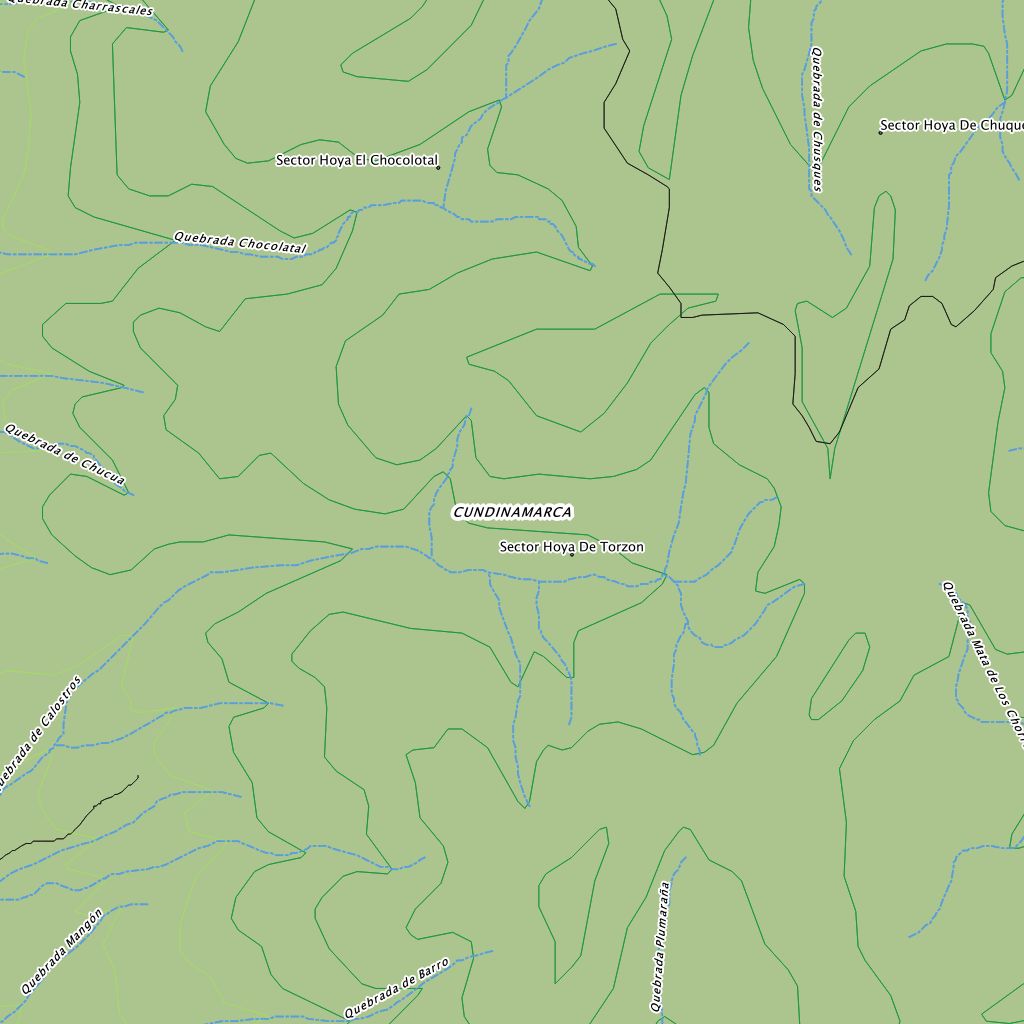 Quebrada Charrascales
Quebrada de Chusques
Sector Hoya De Chuque
Sector Hoya El Chocolotal
Quebrada Chocolatal
Quebrada de Chucua
CUNDINAMARCA
Sector Hoya De Torzon
Quebrada Mata de Los Chorr
Quebrada de Calostros
Quebrada Plumaraña
Quebrada Mangón
Quebrada de Barro